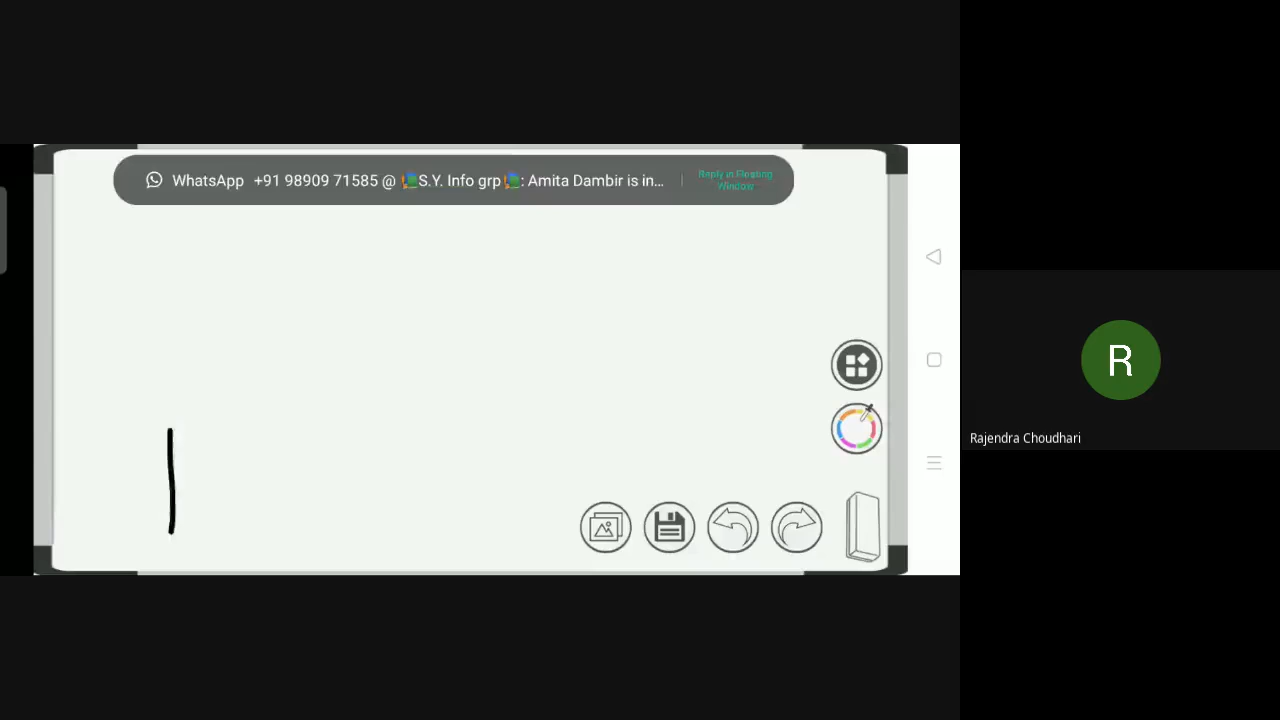 WhatsApp +91 98909 71585 @ S.Y. Info grp : Amita Dambir is in...
Reply in Floating
Window
R
Rajendra Choudhari